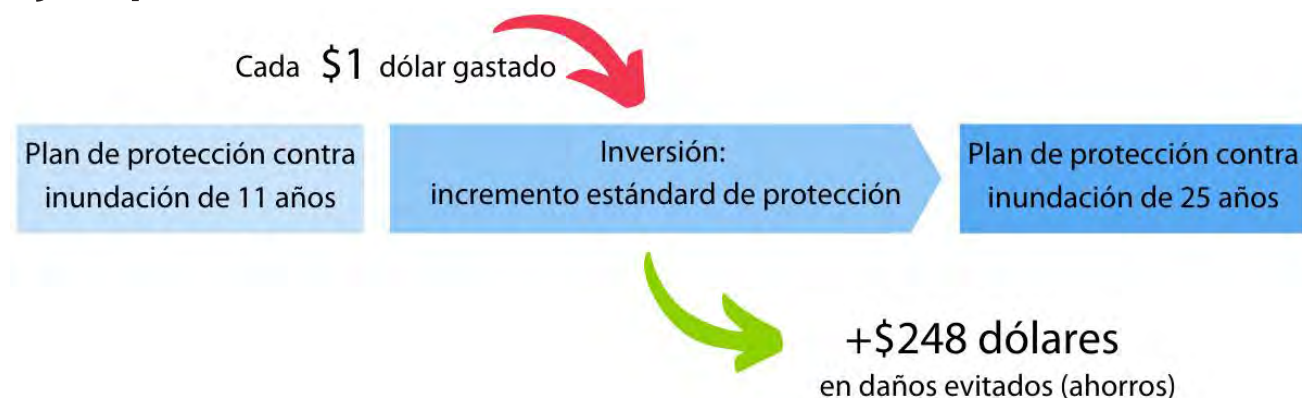 Cada $1 dólar gastado
Plan de protección contra
inundación de 11 años
Inversión:
incremento estándard de protección
Plan de protección contra
inundación de 25 años
+$248 dólares
en daños evitados (ahorros)